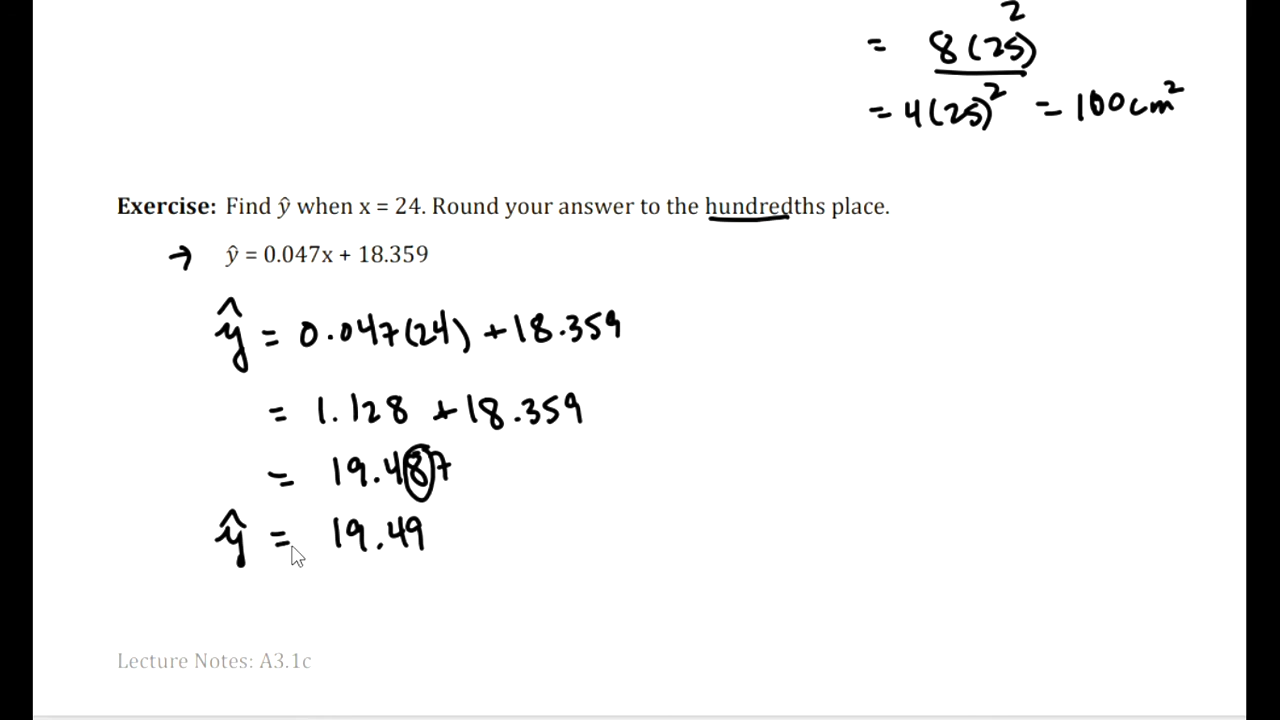 2
= 8(25)
= 4(25)² = 100cm²
Exercise: Find ŷ when x = 24. Round your answer to the hundredths place.
→ ŷ = 0.047x + 18.359
ŷ = 0.047(24) + 18.359
= 1.128 + 18.359
= 19.487
ŷ = 19.49
Lecture Notes: A3.1c